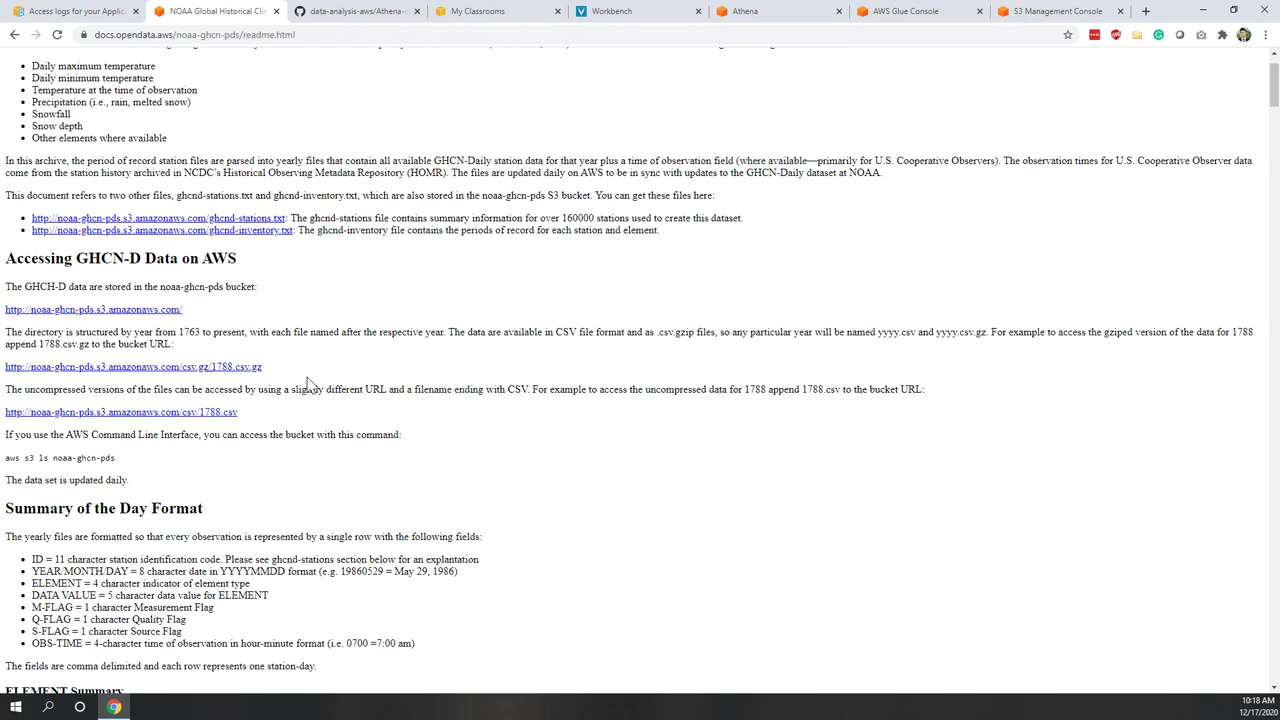 Access logs for your Applic
NOAA Global Historical Clim
data-analysis-aws/Athena-c
My Classrooms
Workbench
Athena
AWS Glue Console
S3 Management Console
docs.opendata.aws/noaa-ghcn-pds/readme.html
Daily maximum temperature
Daily minimum temperature
Temperature at the time of observation
Precipitation (i.e., rain, melted snow)
Snowfall
Snow depth
Other elements where available
In this archive, the period of record station files are parsed into yearly files that contain all available GHCN-Daily station data for that year plus a time of observation field (where available—primarily for U.S. Cooperative Observers). The observation times for U.S. Cooperative Observer data
come from the station history archived in NCDC's Historical Observing Metadata Repository (HOMR). The files are updated daily on AWS to be in sync with updates to the GHCN-Daily dataset at NOAA.
This document refers to two other files, ghcnd-stations.txt and ghcnd-inventory.txt, which are also stored in the noaa-ghcn-pds S3 bucket. You can get these files here:
http://noaa-ghcn-pds.s3.amazonaws.com/ghcnd-stations.txt: The ghcnd-stations file contains summary information for over 160000 stations used to create this dataset.
http://noaa-ghcn-pds.s3.amazonaws.com/ghcnd-inventory.txt: The ghcnd-inventory file contains the periods of record for each station and element.
Accessing GHCN-D Data on AWS
The GHCH-D data are stored in the noaa-ghcn-pds bucket:
http://noaa-ghcn-pds.s3.amazonaws.com/
The directory is structured by year from 1763 to present, with each file named after the respective year. The data are available in CSV file format and as .csv.gzip files, so any particular year will be named yyyy.csv and yyyy.csv.gz. For example to access the gziped version of the data for 1788
append 1788.csv.gz to the bucket URL:
http://noaa-ghcn-pds.s3.amazonaws.com/csv.gz/1788.csv.gz
The uncompressed versions of the files can be accessed by using a slightly different URL and a filename ending with CSV. For example to access the uncompressed data for 1788 append 1788.csv to the bucket URL:
http://noaa-ghcn-pds.s3.amazonaws.com/csv/1788.csv
If you use the AWS Command Line Interface, you can access the bucket with this command:
aws s3 ls noaa-ghcn-pds
The data set is updated daily.
Summary of the Day Format
The yearly files are formatted so that every observation is represented by a single row with the following fields:
ID = 11 character station identification code. Please see ghcnd-stations section below for an explantation
YEAR/MONTH/DAY = 8 character date in YYYYMMDD format (e.g. 19860529 = May 29, 1986)
ELEMENT = 4 character indicator of element type
DATA VALUE = 5 character data value for ELEMENT
M-FLAG = 1 character Measurement Flag
Q-FLAG = 1 character Quality Flag
S-FLAG = 1 character Source Flag
OBS-TIME = 4-character time of observation in hour-minute format (i.e. 0700 =7:00 am)
The fields are comma delimited and each row represents one station-day.
ELEMENT Summary
10:18 AM
12/17/2020